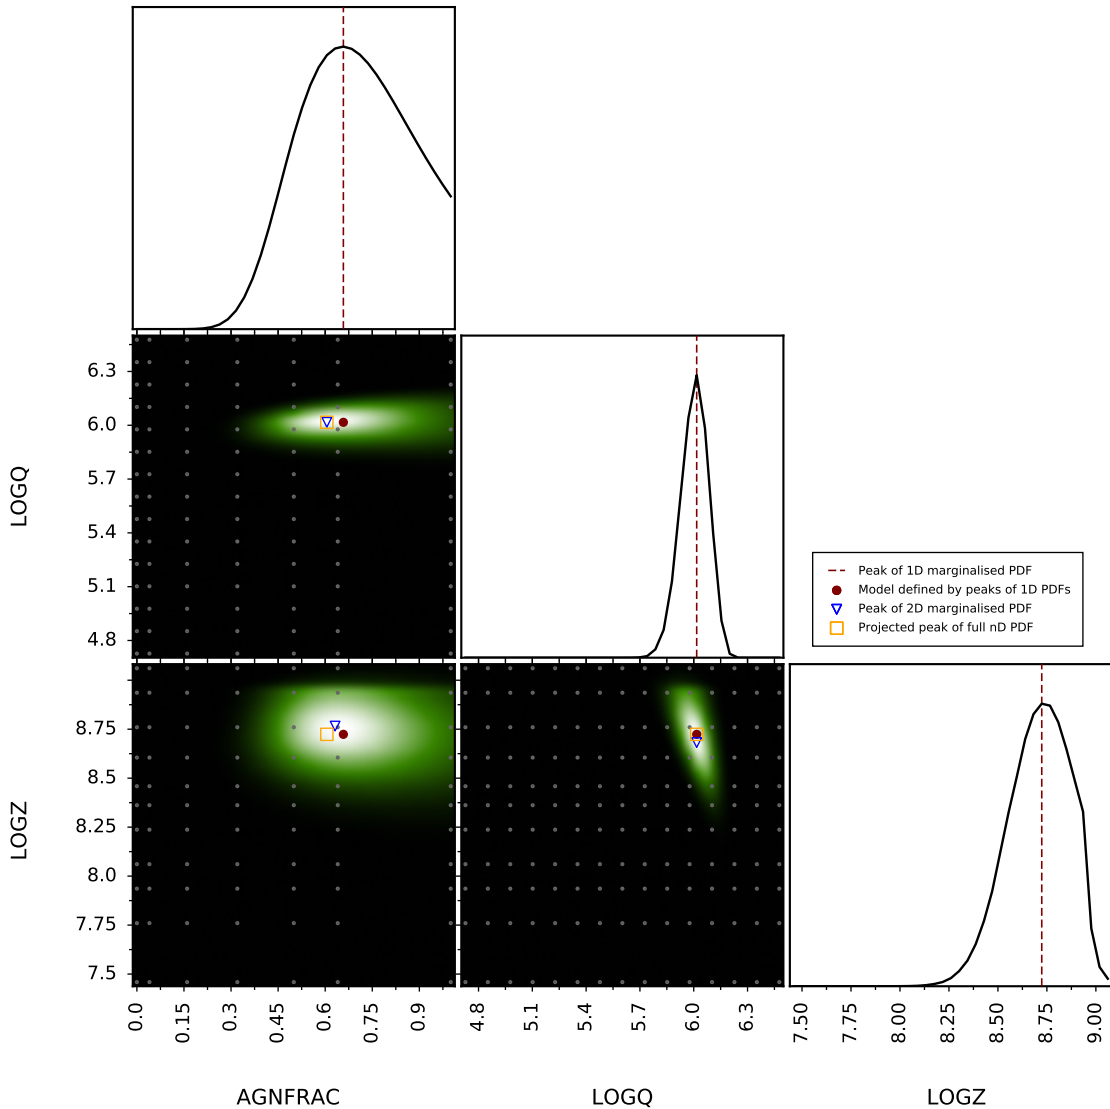 6.3
6.0
5.7
5.4
5.1
4.8
LOGQ
Peak of 1D marginalised PDF
Model defined by peaks of 1D PDFs
Peak of 2D marginalised PDF
Projected peak of full nD PDF
8.75
8.5
8.25
8.0
7.75
7.5
LOGZ
0.0 0.15 0.3 0.45 0.6 0.75 0.9
4.8 5.1 5.4 5.7 6.0 6.3
7.50 7.75 8.00 8.25 8.50 8.75 9.00
AGNFRAC
LOGQ
LOGZ